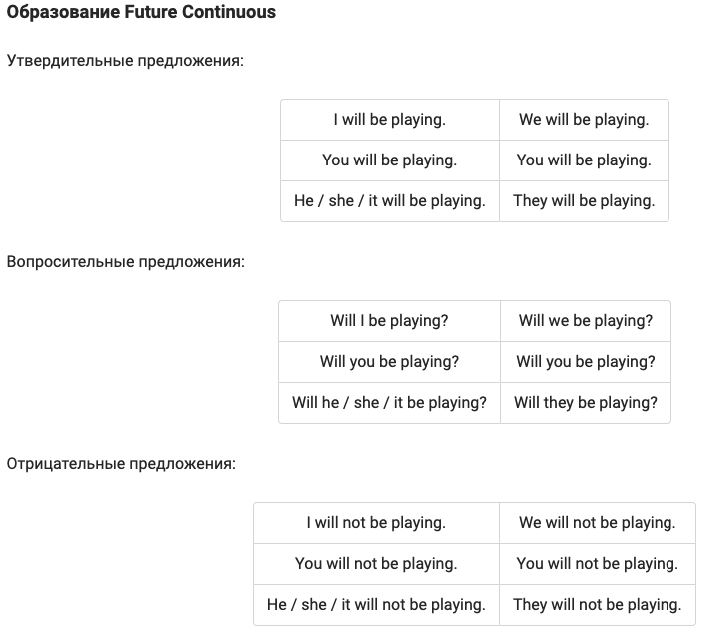 Образование Future Continuous
Утвердительные предложения:
I will be playing. We will be playing.
You will be playing. You will be playing.
He / she / it will be playing. They will be playing.
Вопросительные предложения:
Will I be playing? Will we be playing?
Will you be playing? Will you be playing?
Will he / she / it be playing? Will they be playing?
Отрицательные предложения:
I will not be playing. We will not be playing.
You will not be playing. You will not be playing.
He / she / it will not be playing. They will not be playing.